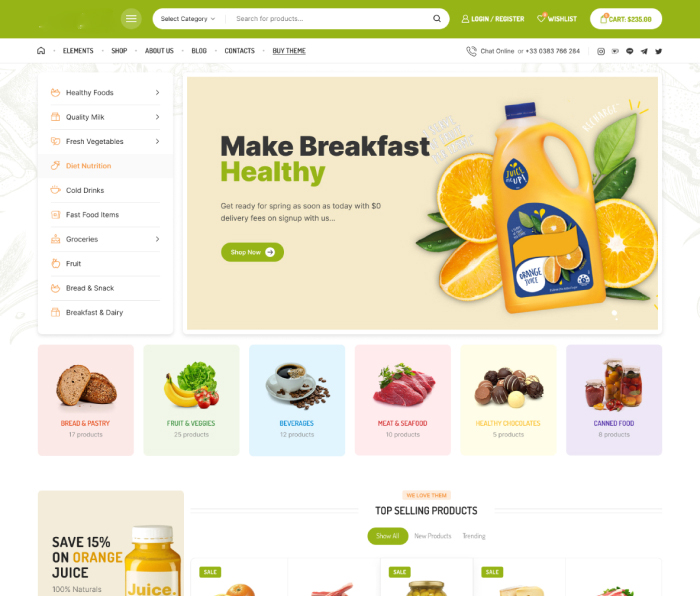 Select Category
Search for products...
LOGIN / REGISTER
WISHLIST
CART: $235.00
ELEMENTS
SHOP
ABOUT US
BLOG
CONTACTS
BUY THEME
Chat Online or +33 0383 766 284
Healthy Foods
Quality Milk
Fresh Vegetables
Diet Nutrition
Cold Drinks
Fast Food Items
Groceries
Fruit
Bread & Snack
Breakfast & Dairy
Make Breakfast
Healthy
Get ready for spring as soon as today with $0
delivery fees on signup with us...
Shop Now
JUICE
UP!
ORANGE
JUICE
BREAD & PASTRY
17 products
FRUIT & VEGGIES
25 products
BEVERAGES
12 products
MEAT & SEAFOOD
10 products
HEALTHY CHOCOLATES
5 products
CANNED FOOD
6 products
SAVE 15%
ON ORANGE
JUICE
100% Naturals
Juice.
WE LOVE THEM
TOP SELLING PRODUCTS
Show All
New Products
Trending
SALE
SALE
SALE